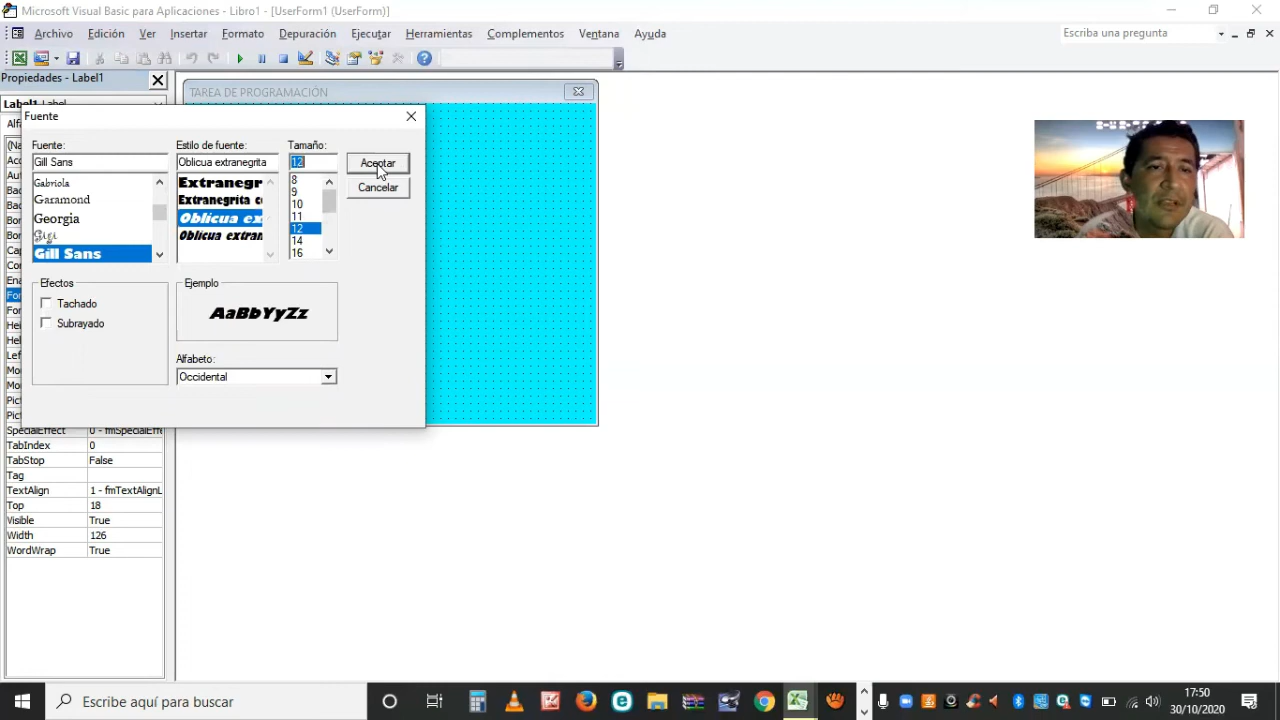 Microsoft Visual Basic para Aplicaciones - Libro1 - [UserForm1 (UserForm)]
Archivo Edición Ver Insertar Formato Depuración Ejecutar Herramientas Complementos Ventana Ayuda
Escriba una pregunta
Propiedades - Label1
TAREA DE PROGRAMACIÓN
Label1 Label
Fuente
Fuente:
Estilo de fuente:
Tamaño:
Gill Sans
Oblicua extranegrita
12
Aceptar
Cancelar
Gabriola
Garamond
Georgia
Gigi
Gill Sans
Extranegr
Extranegrita c
Oblicua ex
Oblicua extran
8
9
10
11
12
14
16
Efectos
Tachado
Subrayado
Ejemplo
AaBbYyZz
Alfabeto:
Occidental
SpecialEffect 0 - fmSpecialEffe
TabIndex 0
TabStop False
Tag
TextAlign 1 - fmTextAlignL
Top 18
Visible True
Width 126
WordWrap True
Escribe aquí para buscar
17:50
30/10/2020